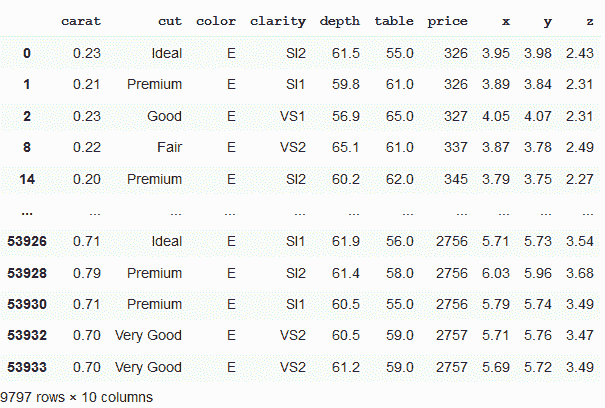 carat cut color clarity depth table price x y z
0 0.23 Ideal E SI2 61.5 55.0 326 3.95 3.98 2.43
1 0.21 Premium E SI1 59.8 61.0 326 3.89 3.84 2.31
2 0.23 Good E VS1 56.9 65.0 327 4.05 4.07 2.31
8 0.22 Fair E VS2 65.1 61.0 337 3.87 3.78 2.49
14 0.20 Premium E SI2 60.2 62.0 345 3.79 3.75 2.27
... ... ... ... ... ... ... ... ... ... ...
53926 0.71 Ideal E SI1 61.9 56.0 2756 5.71 5.73 3.54
53928 0.79 Premium E SI2 61.4 58.0 2756 6.03 5.96 3.68
53930 0.71 Premium E SI1 60.5 55.0 2756 5.79 5.74 3.49
53932 0.70 Very Good E VS2 60.5 59.0 2757 5.71 5.76 3.47
53933 0.70 Very Good E VS2 61.2 59.0 2757 5.69 5.72 3.49
9797 rows × 10 columns